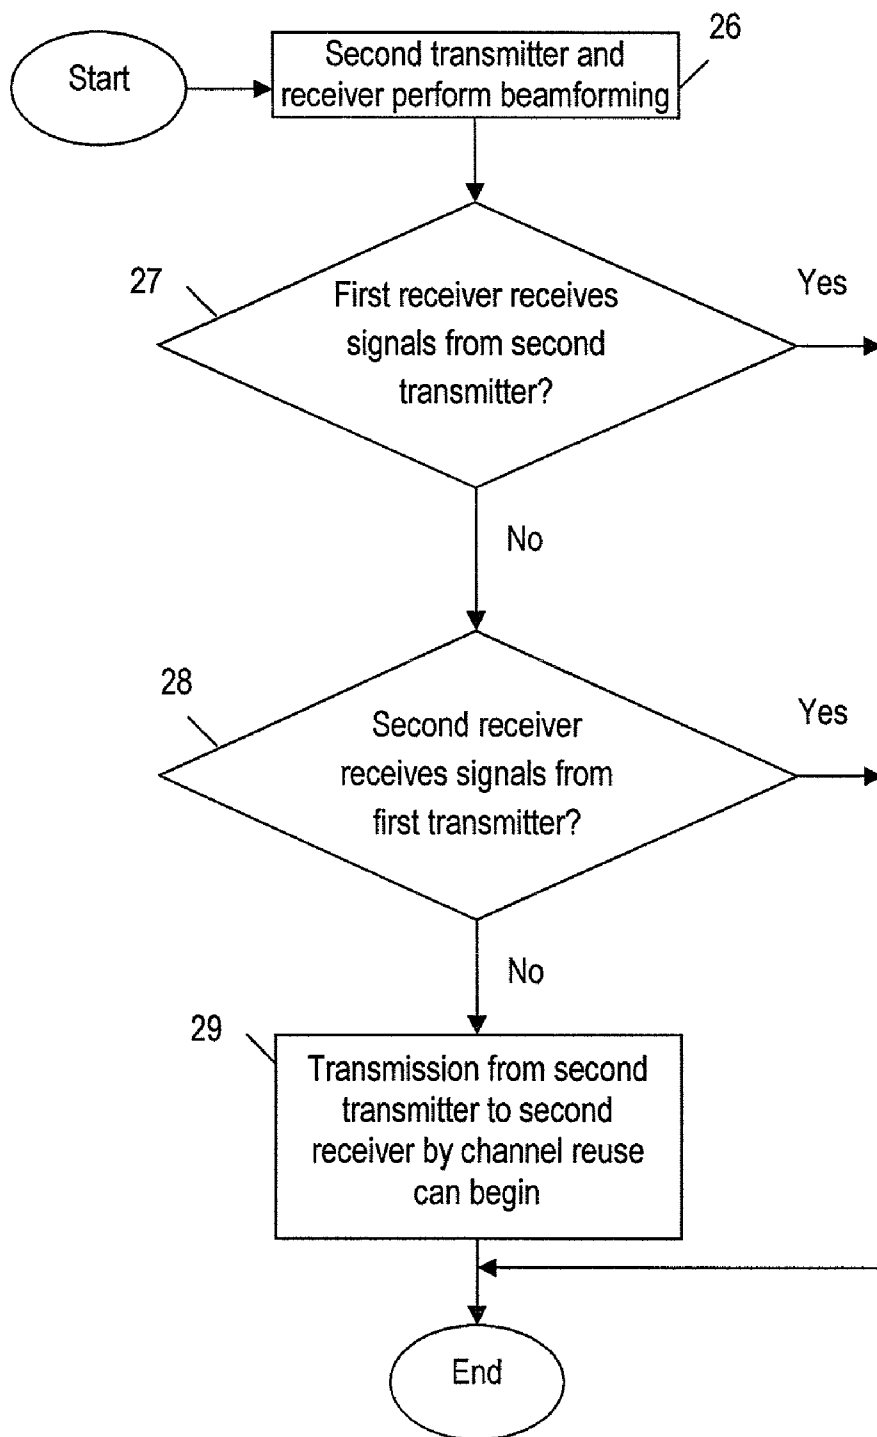 26
Start
Second transmitter and
receiver perform beamforming
27
First receiver receives
signals from second
transmitter?
Yes
No
28
Second receiver
receives signals from
first transmitter?
Yes
No
29
Transmission from second
transmitter to second
receiver by channel reuse
can begin
End